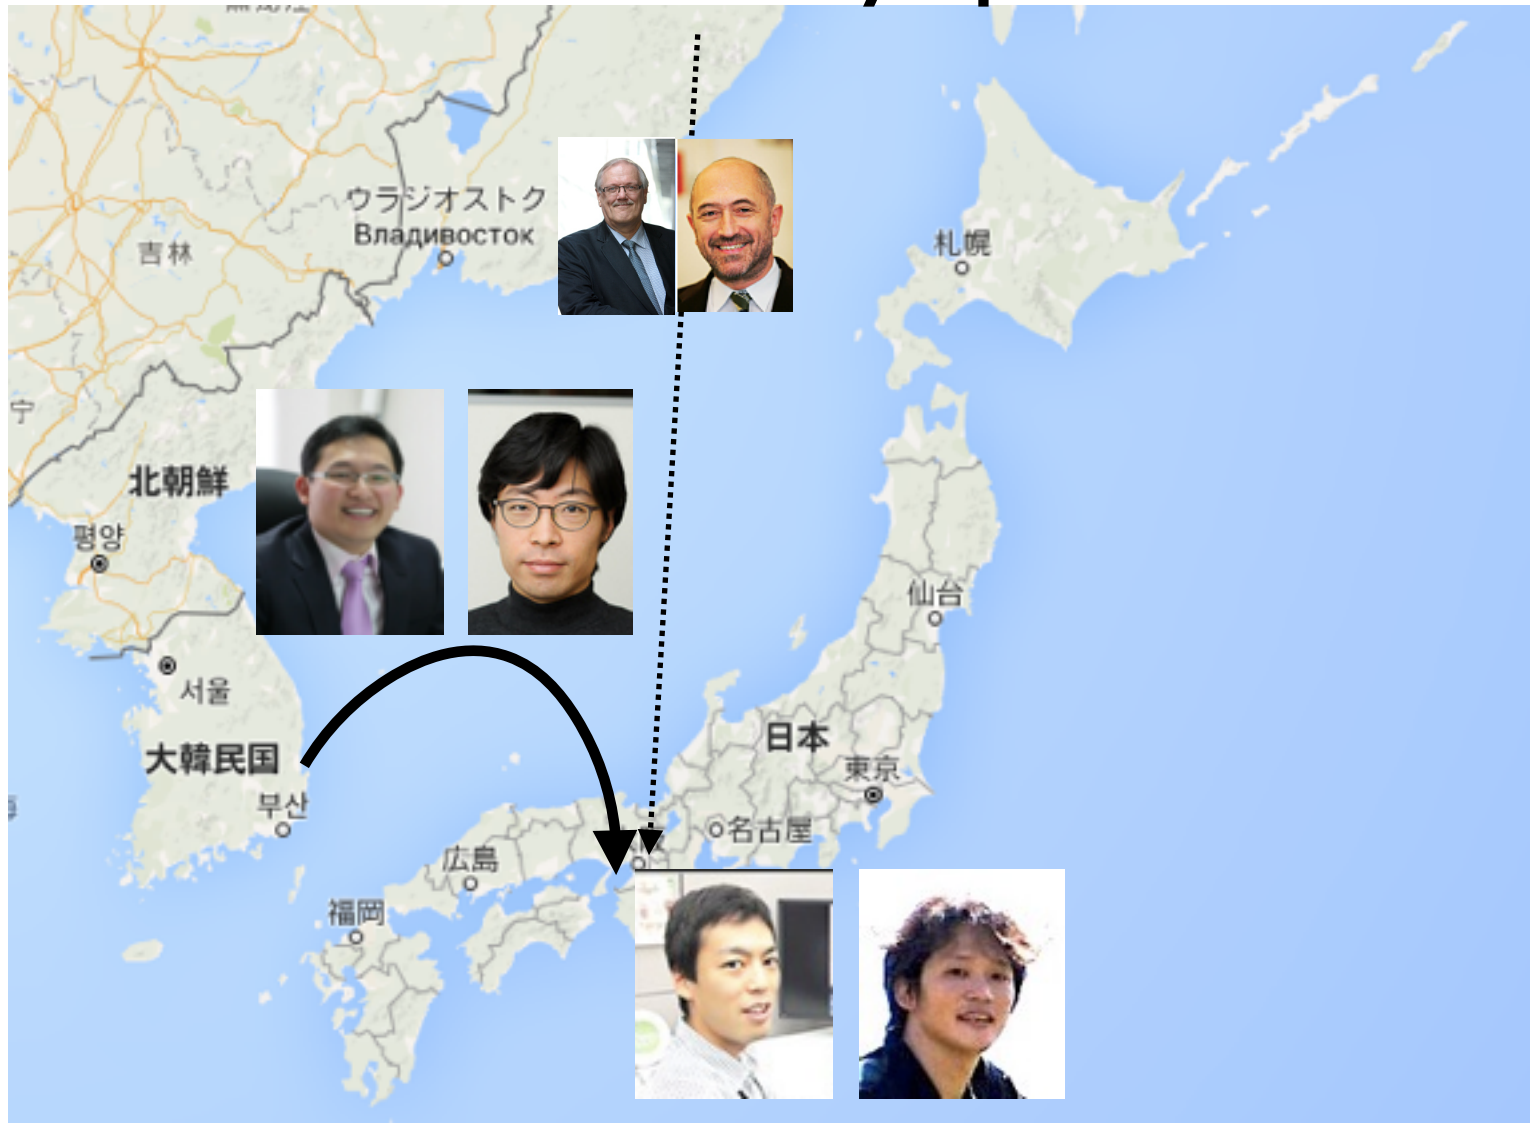 ウラジオストク
Владивосток
吉林
札幌
宁
北朝鮮
평양
仙台
서울
日本
大韓民国
東京
부산
名古屋
広島
福岡